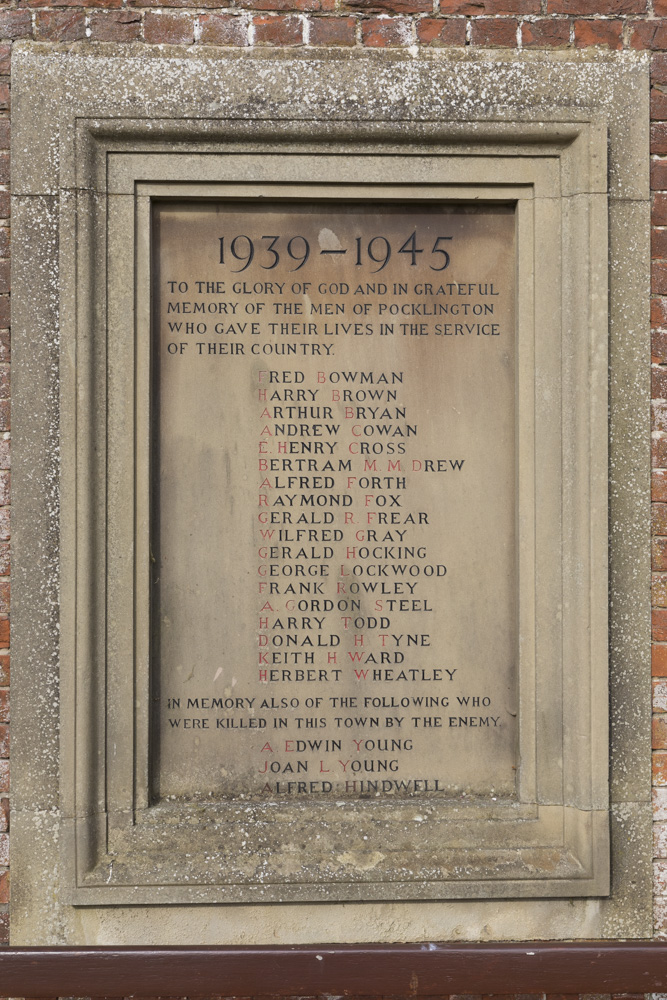 1939-1945
TO THE GLORY OF GOD AND IN GRATEFUL
MEMORY OF THE MEN OF POCKLINGTON
WHO GAVE THEIR LIVES IN THE SERVICE
OF THEIR COUNTRY.
FRED BOWMAN
HARRY BROWN
ARTHUR BRYAN
ANDREW COWAN
E. HENRY CROSS
BERTRAM M. M. DREW
ALFRED FORTH
RAYMOND FOX
GERALD R. FREAR
WILFRED GRAY
GERALD HOCKING
GEORGE LOCKWOOD
FRANK ROWLEY
A. GORDON STEEL
HARRY TODD
DONALD H. TYNE
KEITH H. WARD
HERBERT WHEATLEY
IN MEMORY ALSO OF THE FOLLOWING WHO
WERE KILLED IN THIS TOWN BY THE ENEMY.
A. EDWIN YOUNG
JOAN L. YOUNG
ALFRED HINDWELL